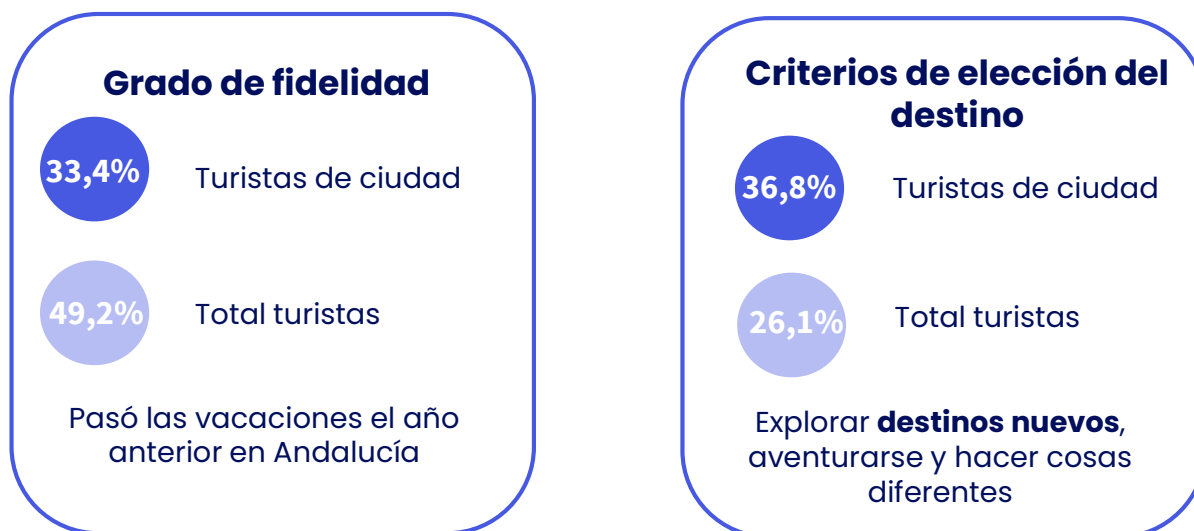 Grado de fidelidad
33,4%
Turistas de ciudad
49,2%
Total turistas
Pasó las vacaciones el año
anterior en Andalucía
Criterios de elección del
destino
36,8%
Turistas de ciudad
26,1%
Total turistas
Explorar destinos nuevos,
aventurarse y hacer cosas
diferentes